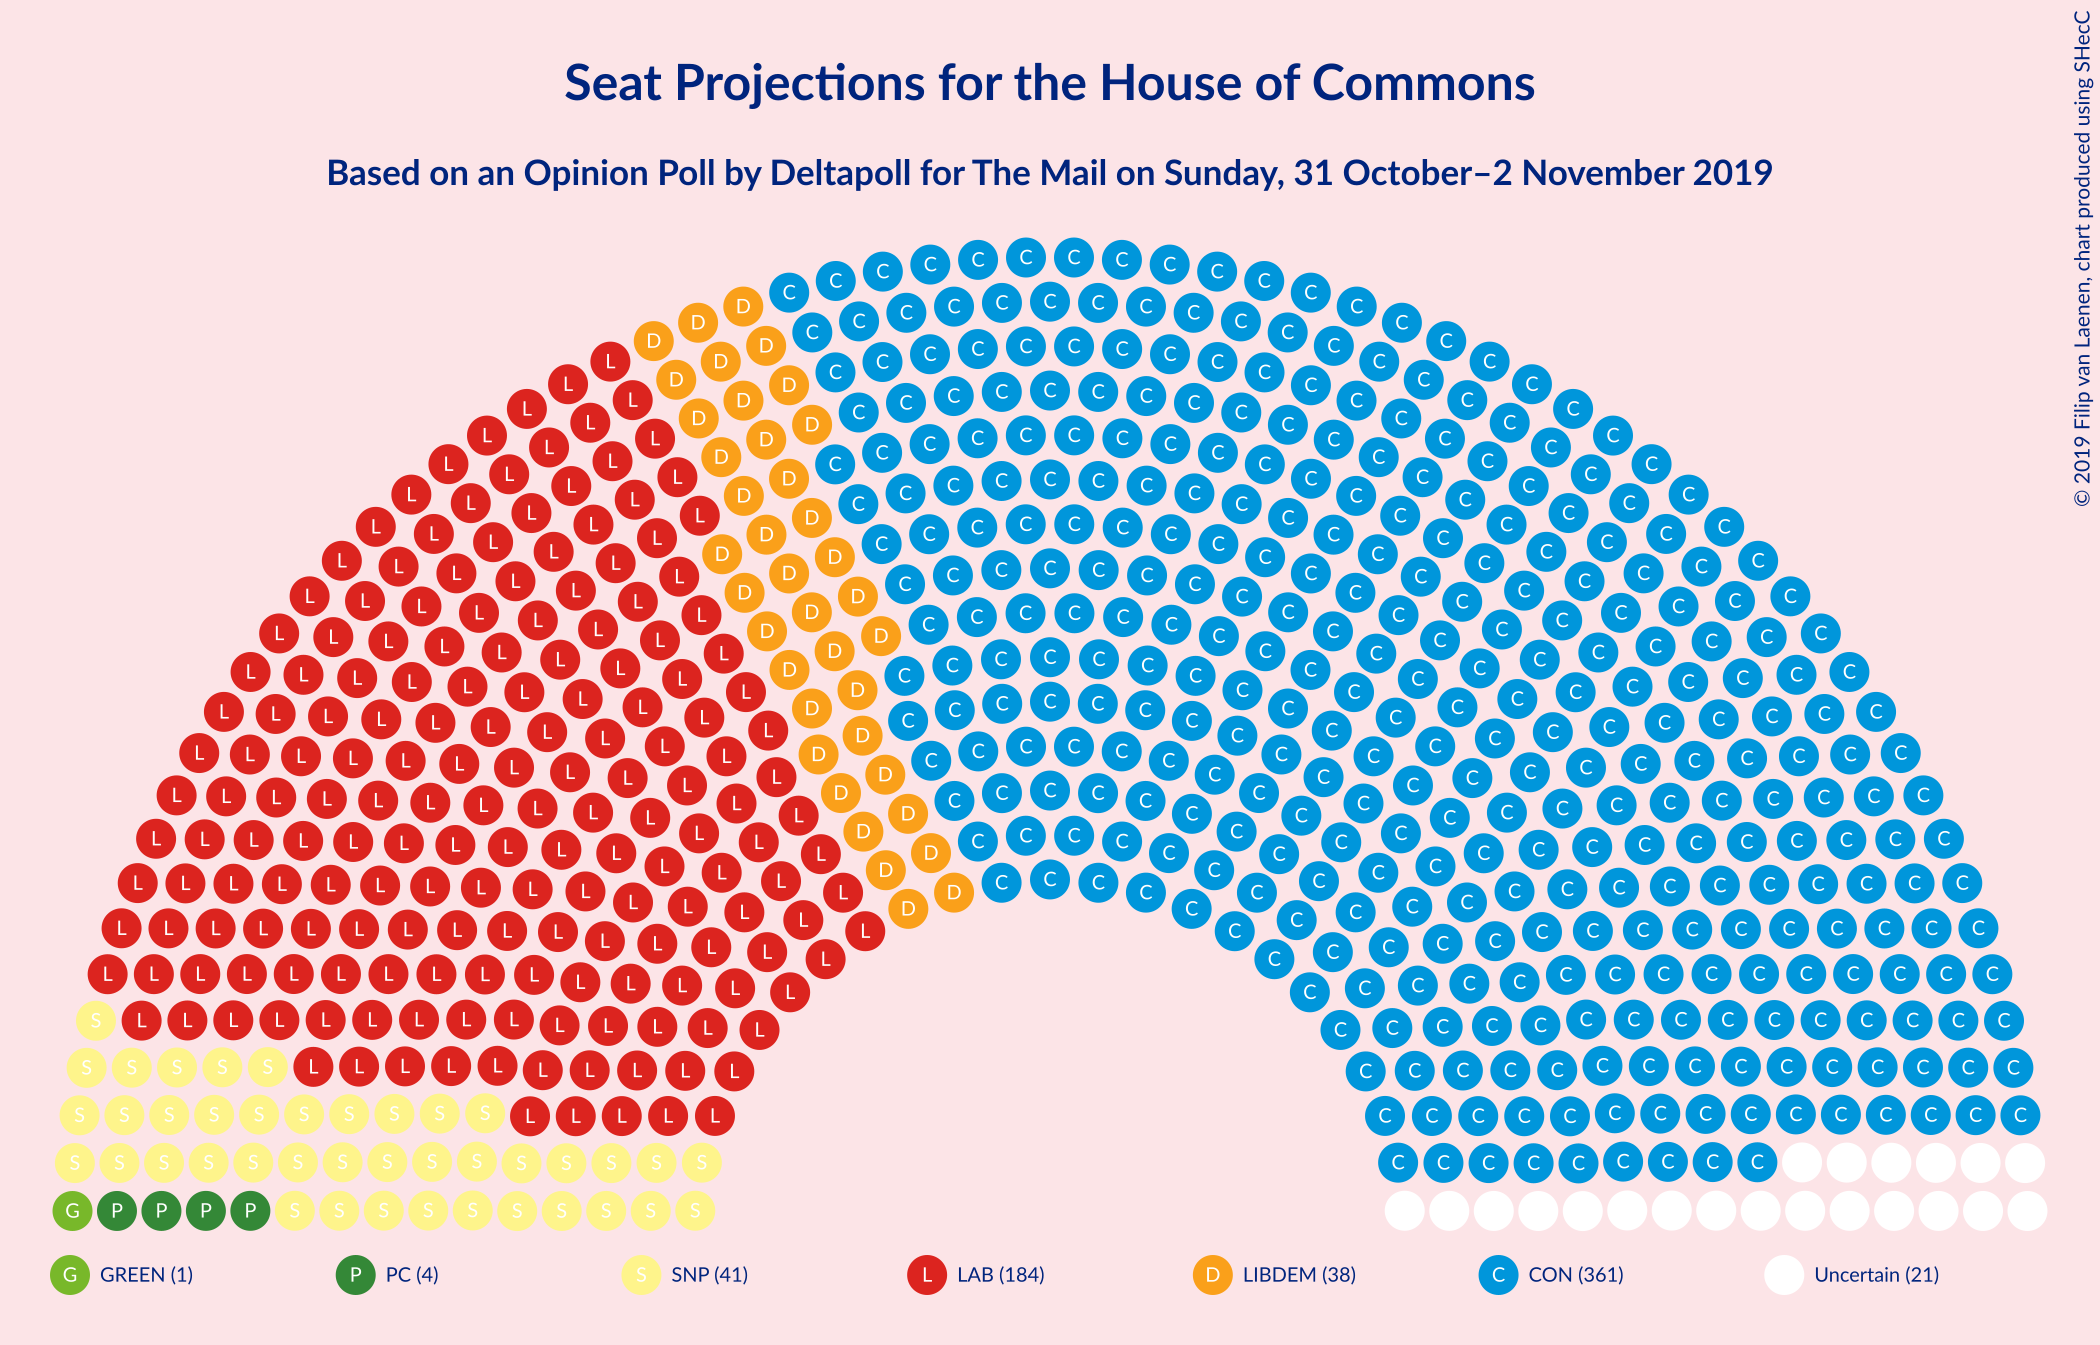 Seat Projections for the House of Commons
Based on an Opinion Poll by Deltapoll for The Mail on Sunday, 31 October–2 November 2019
© 2019 Filip van Laenen, chart produced using SHecC
G GREEN (1)
P PC (4)
S SNP (41)
L LAB (184)
D LIBDEM (38)
C CON (361)
Uncertain (21)